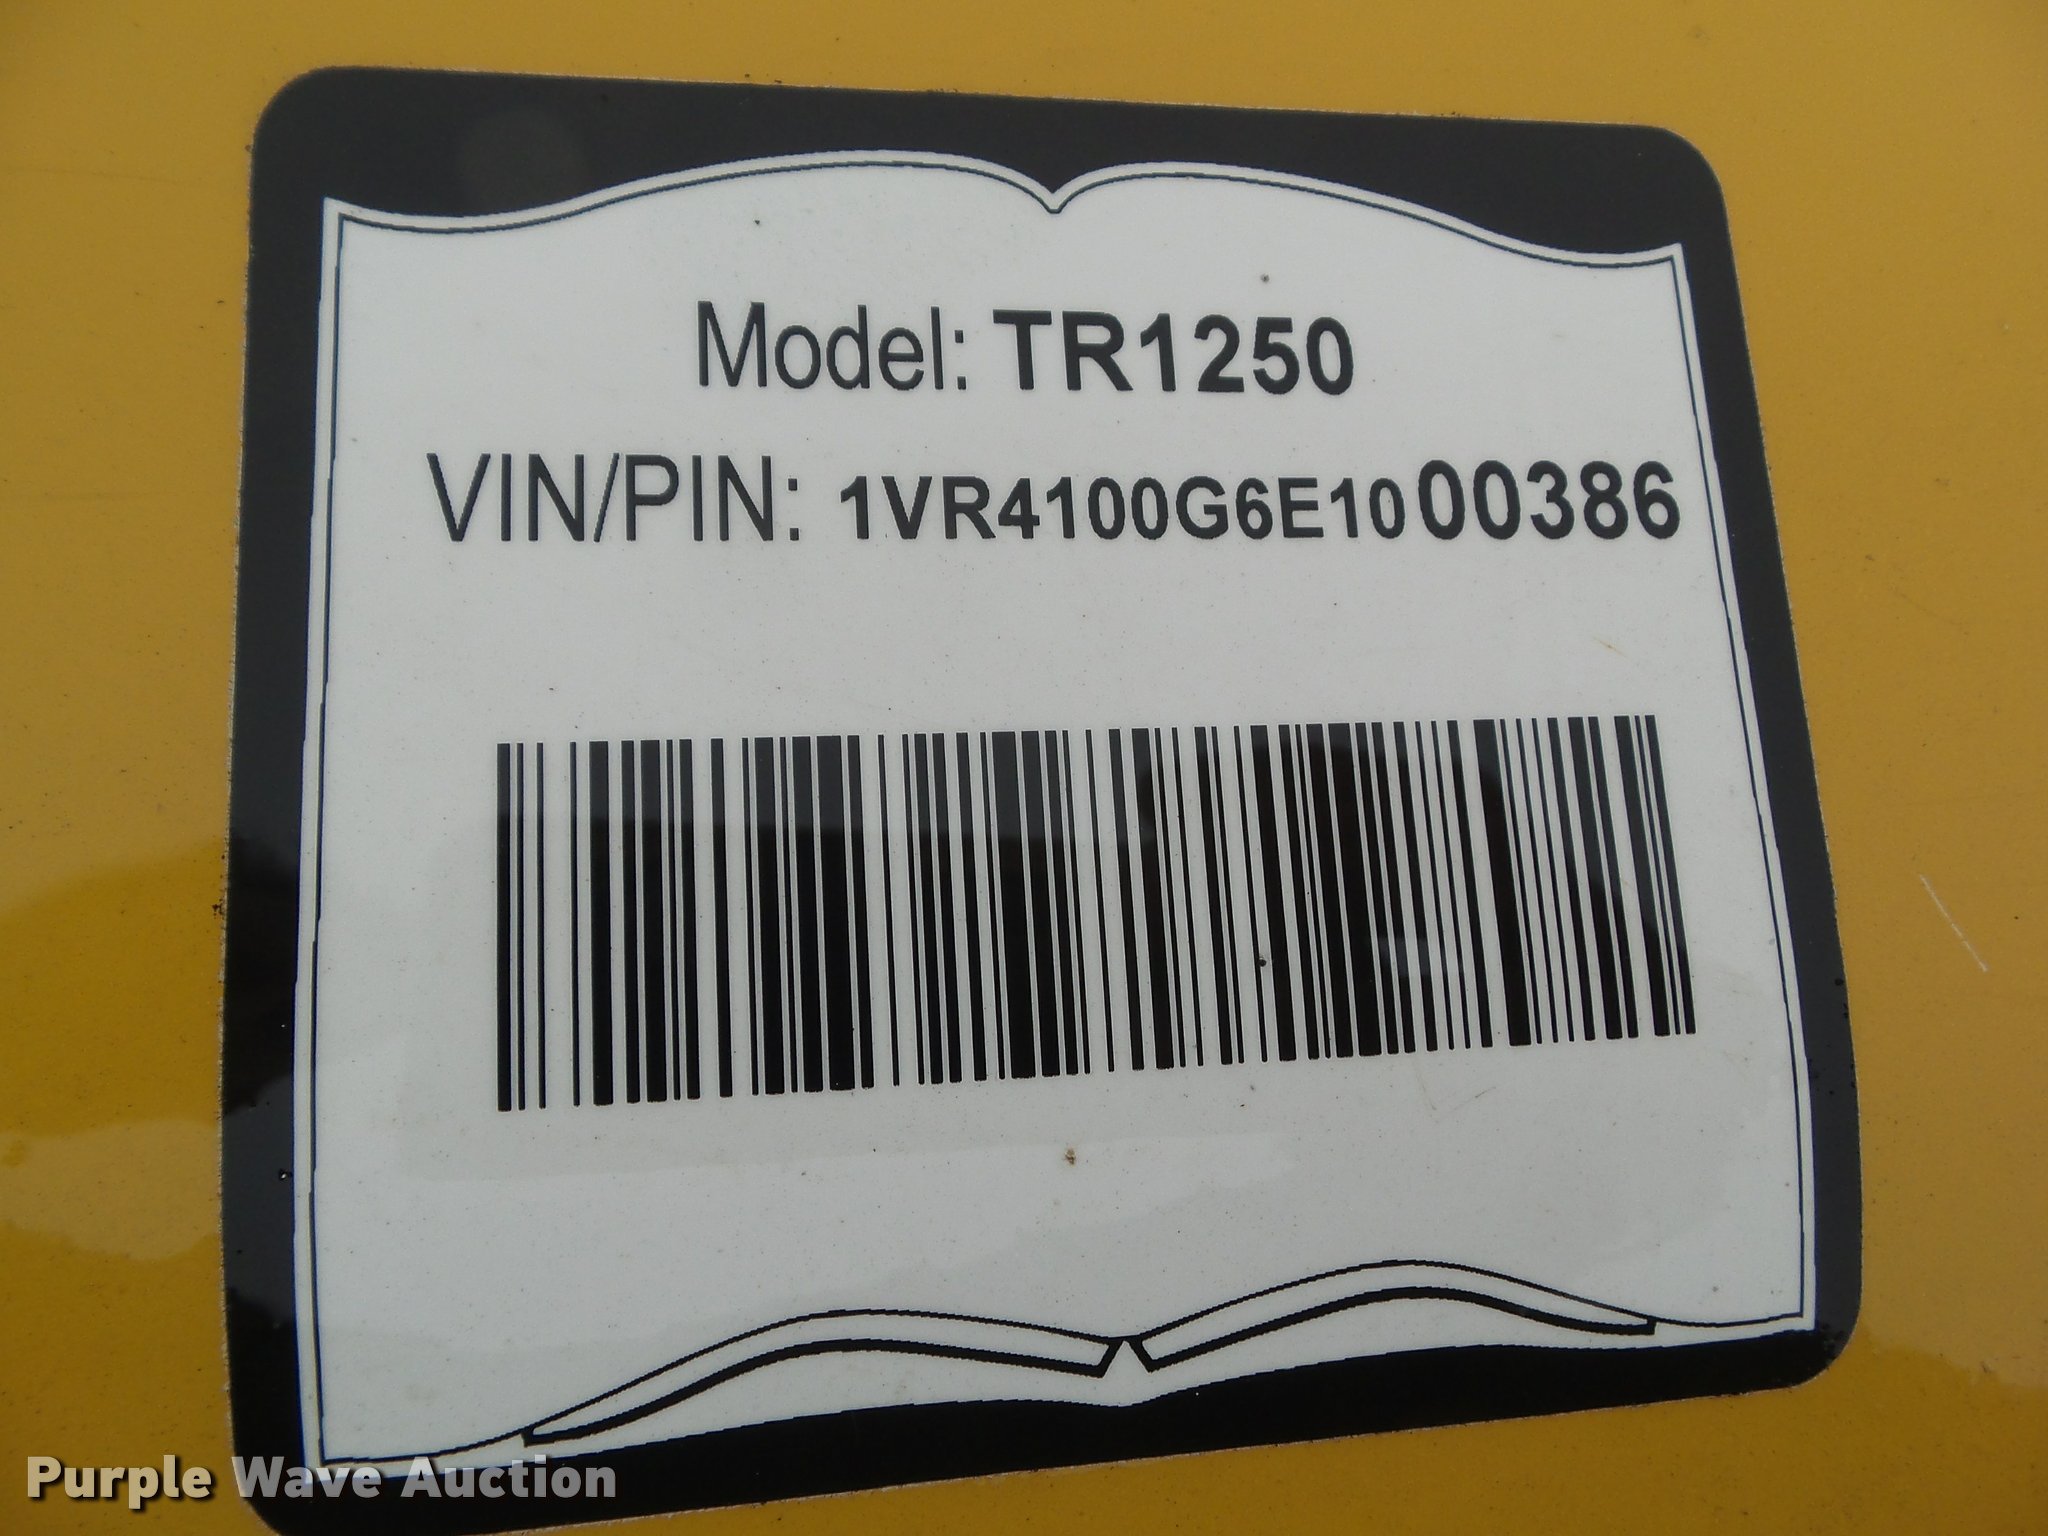 Model: TR1250
VIN/PIN: 1VR4100G6E1000386
Purple Wave Auction